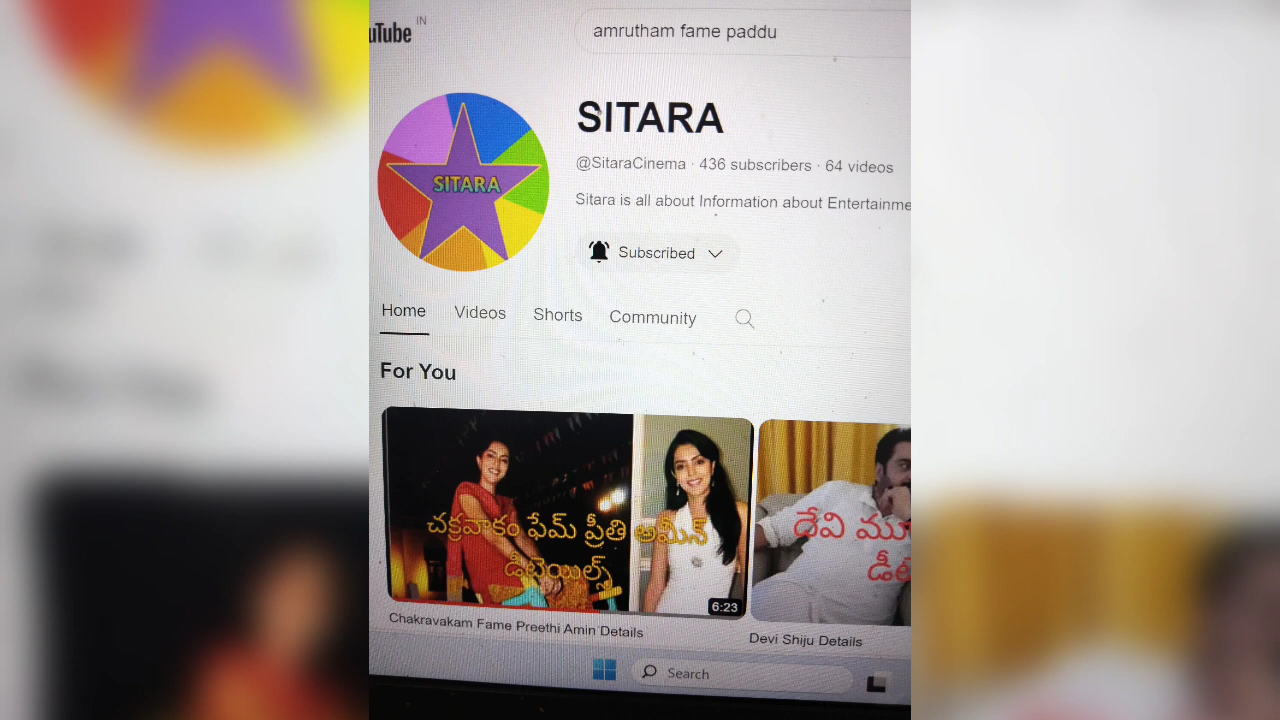 uTube IN
amrutham fame paddu
SITARA
SITARA
@SitaraCinema · 436 subscribers · 64 videos
Sitara is all about Information about Entertainme
Subscribed
Home Videos Shorts Community
For You
చక్రవాకం ఫేమ్ ప్రీతి అమీన్
డీటెయిల్స్
6:23
దేవి మూ
డీటె
Chakravakam Fame Preethi Amin Details
Devi Shiju Details
Search